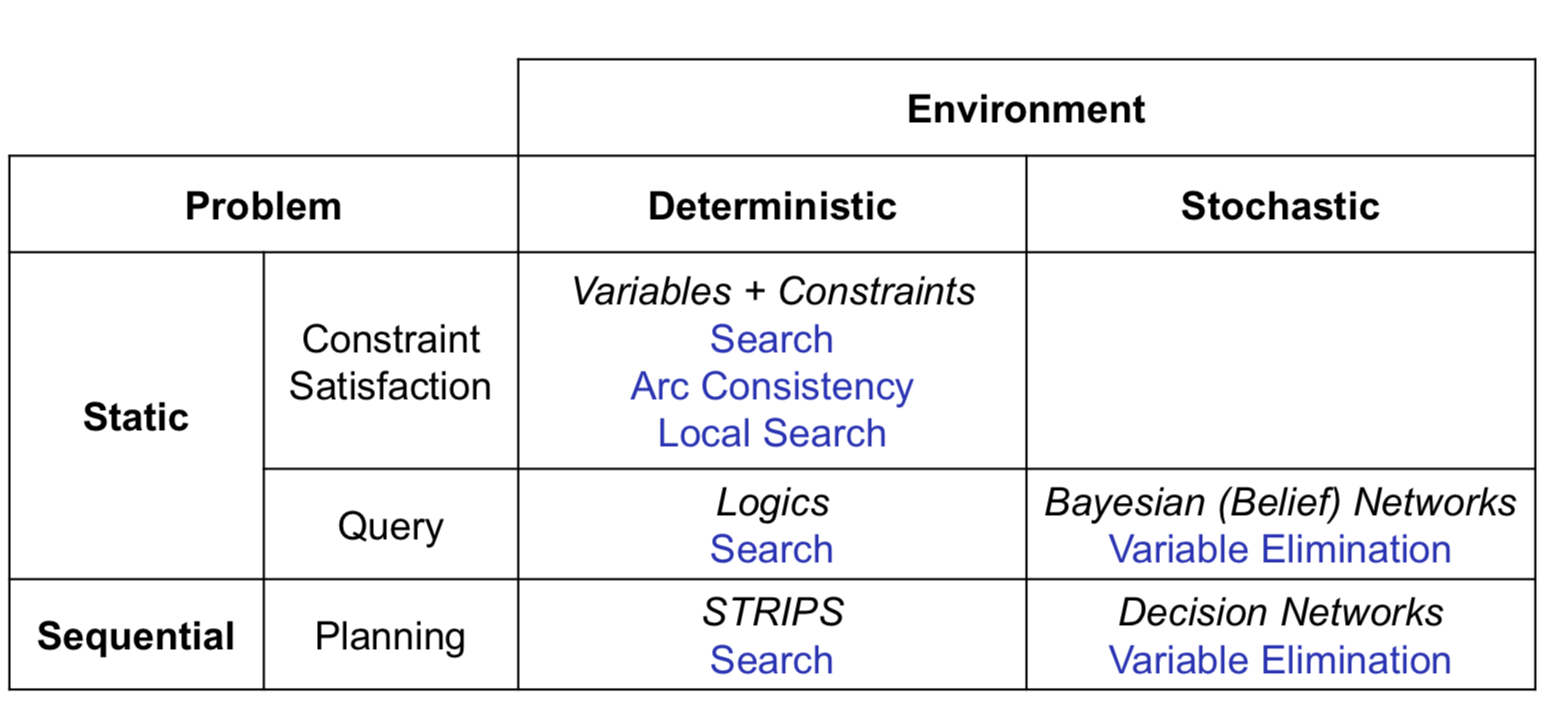 Environment
Problem
Deterministic
Stochastic
Static
Constraint
Satisfaction
Variables + Constraints
Search
Arc Consistency
Local Search
Query
Logics
Search
Bayesian (Belief) Networks
Variable Elimination
Sequential
Planning
STRIPS
Search
Decision Networks
Variable Elimination